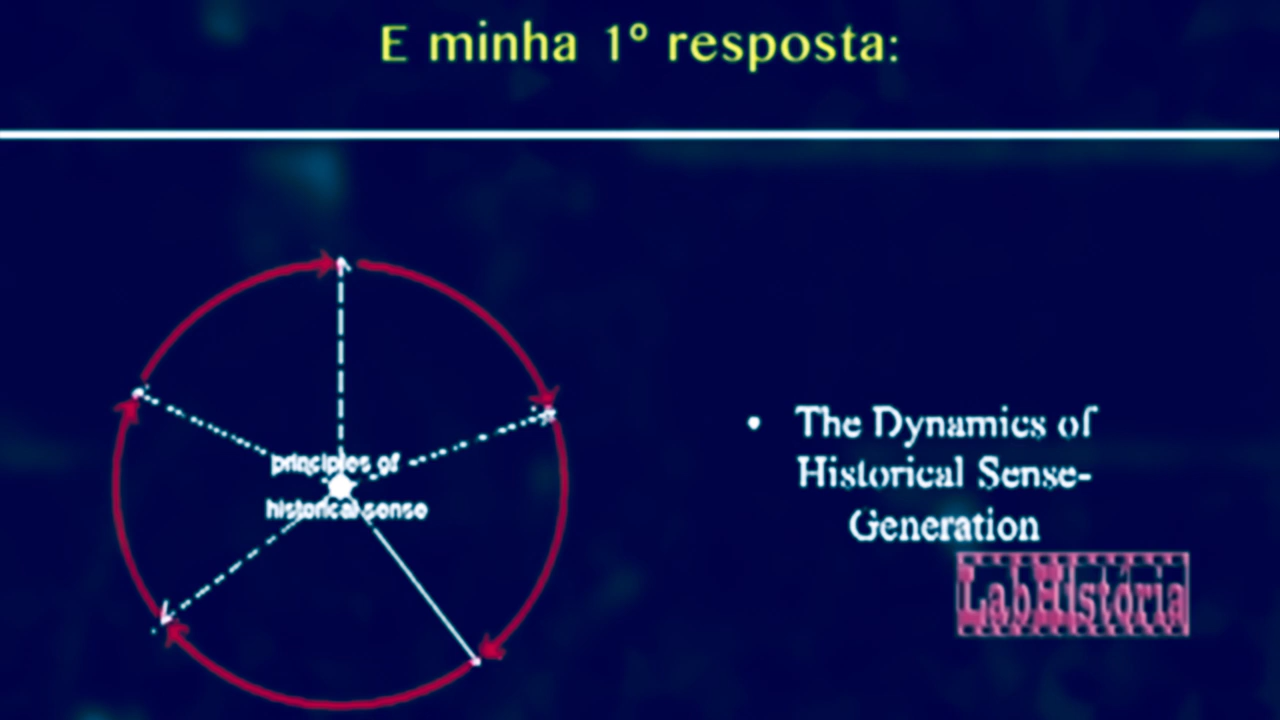 E minha 1º resposta:
principles of
historical sense
• The Dynamics of
Historical Sense-
Generation
LabHistória